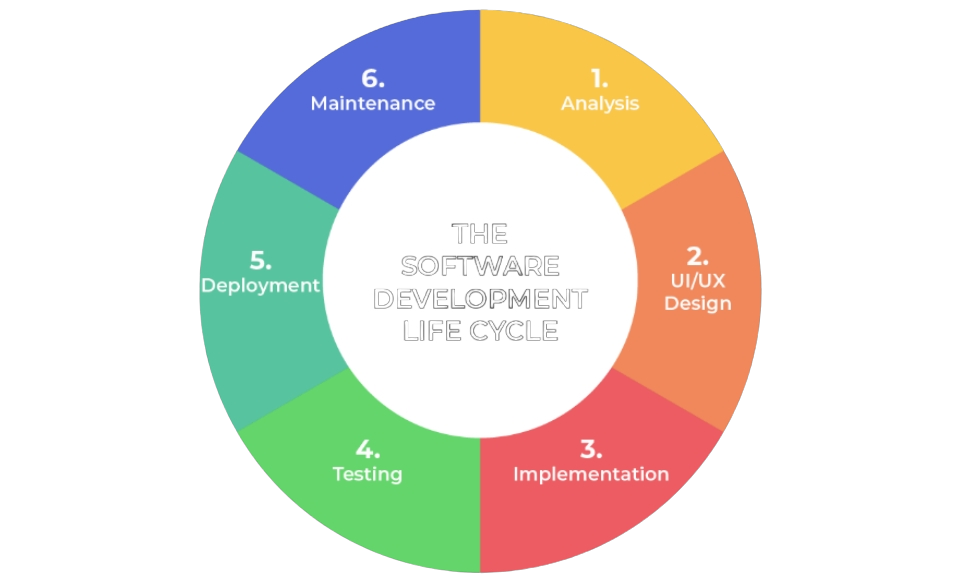 THE
SOFTWARE
DEVELOPMENT
LIFE CYCLE
1.
Analysis
2.
UI/UX
Design
3.
Implementation
4.
Testing
5.
Deployment
6.
Maintenance